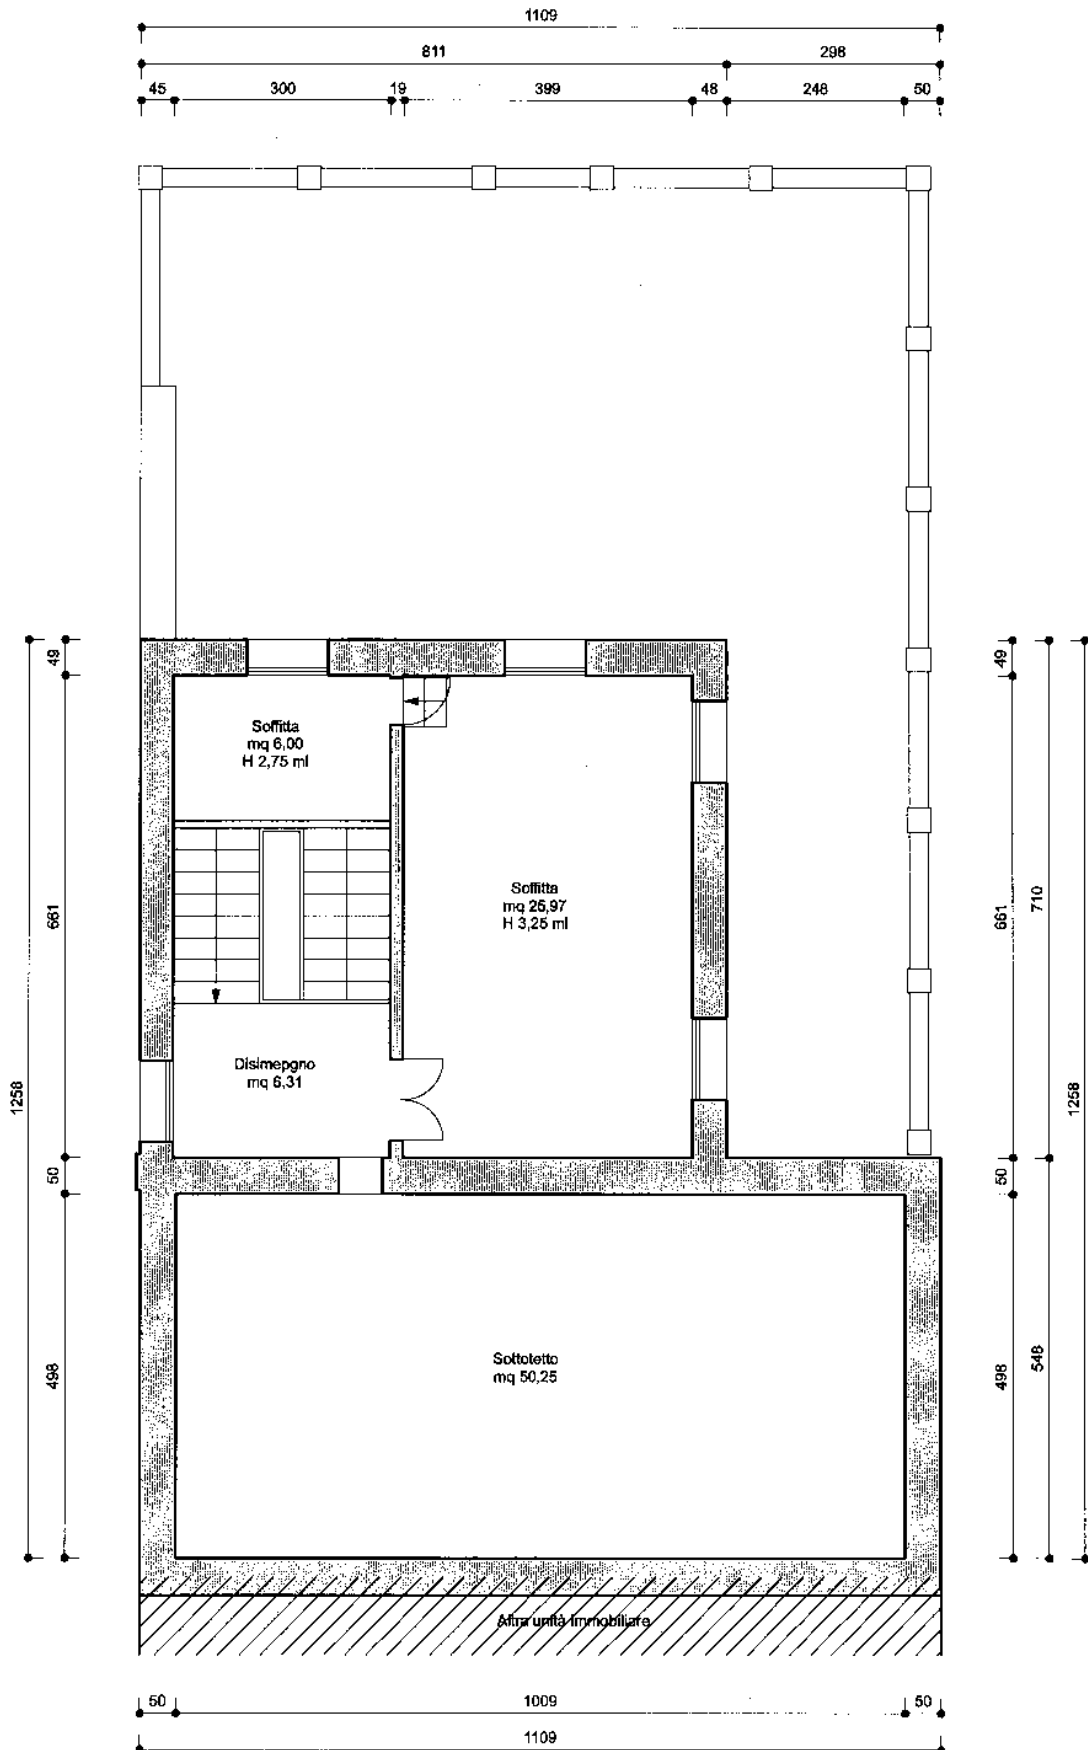 1109
811 298
45 300 19 399 48 248 50
49 49
Soffitta
mq 6,00
H 2,75 ml
661 661 710
Soffitta
mq 25,97
H 3,25 ml
Disimepgno
mq 6,31
1258 1258
50 50
498 498 548
Sottotetto
mq 50,25
Altra unità immobiliare
50 1009 50
1109